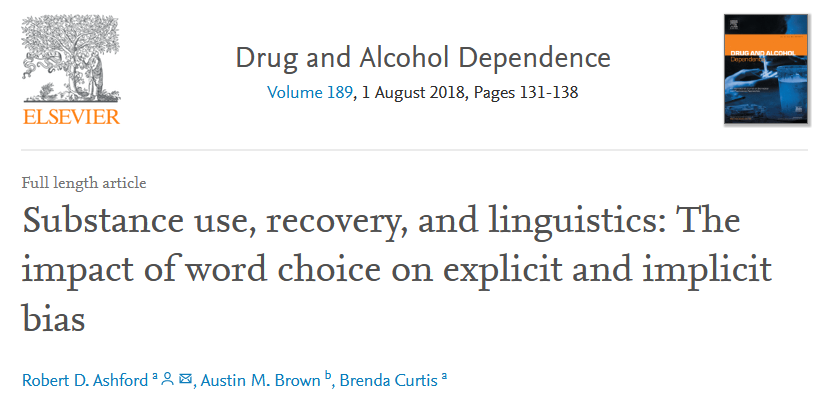 ELSEVIER
Drug and Alcohol Dependence
Volume 189, 1 August 2018, Pages 131-138
DRUG AND ALCOHOL
Dependence
Full length article
Substance use, recovery, and linguistics: The
impact of word choice on explicit and implicit
bias
Robert D. Ashford a, Austin M. Brown b, Brenda Curtis a